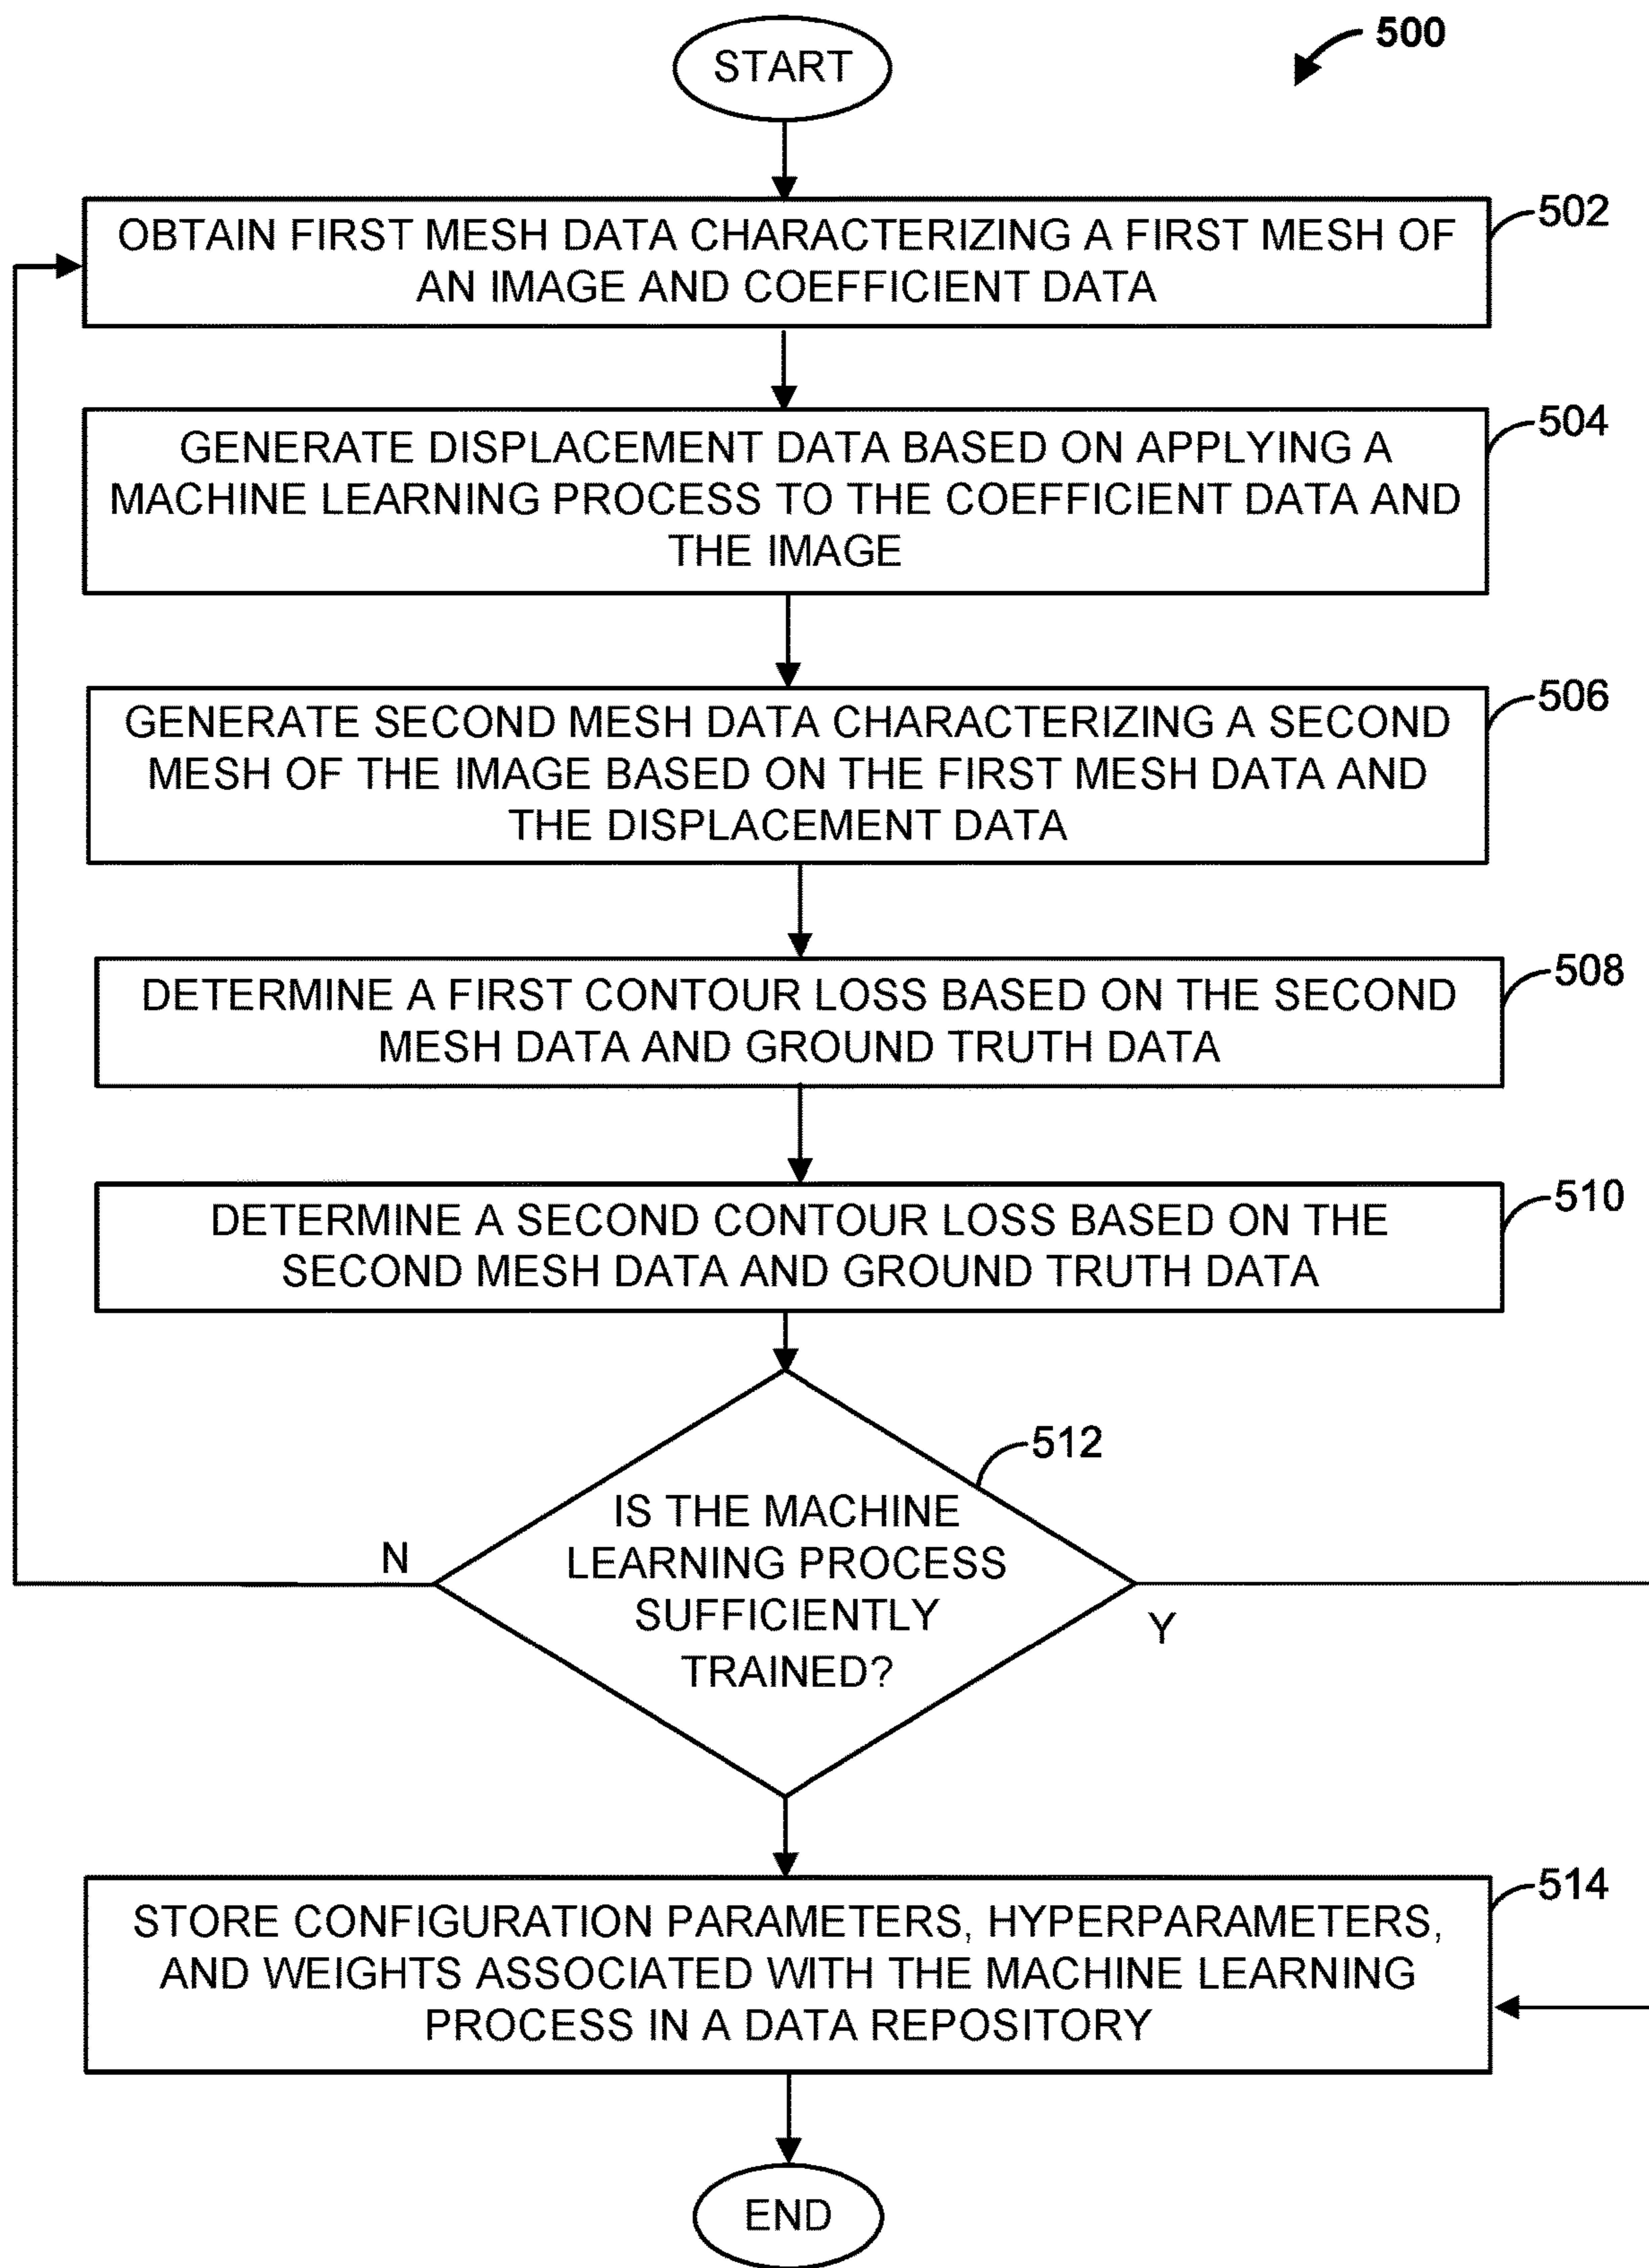 500
START
502
OBTAIN FIRST MESH DATA CHARACTERIZING A FIRST MESH OF
AN IMAGE AND COEFFICIENT DATA
504
GENERATE DISPLACEMENT DATA BASED ON APPLYING A
MACHINE LEARNING PROCESS TO THE COEFFICIENT DATA AND
THE IMAGE
506
GENERATE SECOND MESH DATA CHARACTERIZING A SECOND
MESH OF THE IMAGE BASED ON THE FIRST MESH DATA AND
THE DISPLACEMENT DATA
508
DETERMINE A FIRST CONTOUR LOSS BASED ON THE SECOND
MESH DATA AND GROUND TRUTH DATA
510
DETERMINE A SECOND CONTOUR LOSS BASED ON THE
SECOND MESH DATA AND GROUND TRUTH DATA
512
IS THE MACHINE
LEARNING PROCESS
SUFFICIENTLY
TRAINED?
N
Y
514
STORE CONFIGURATION PARAMETERS, HYPERPARAMETERS,
AND WEIGHTS ASSOCIATED WITH THE MACHINE LEARNING
PROCESS IN A DATA REPOSITORY
END